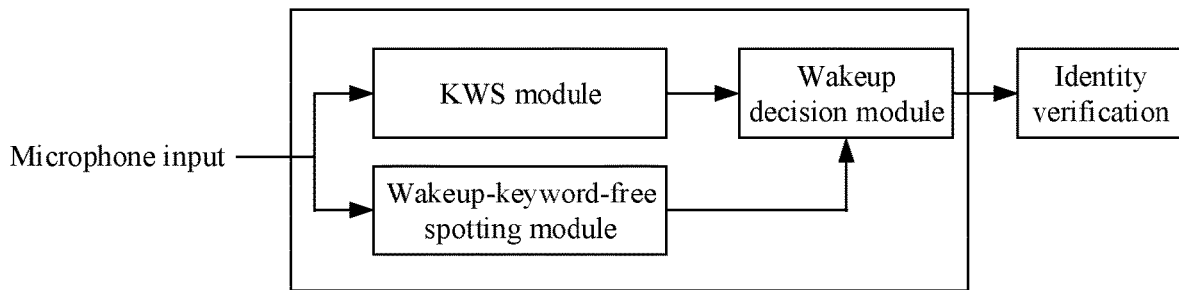 Microphone input
KWS module
Wakeup-keyword-free
spotting module
Wakeup
decision module
Identity
verification